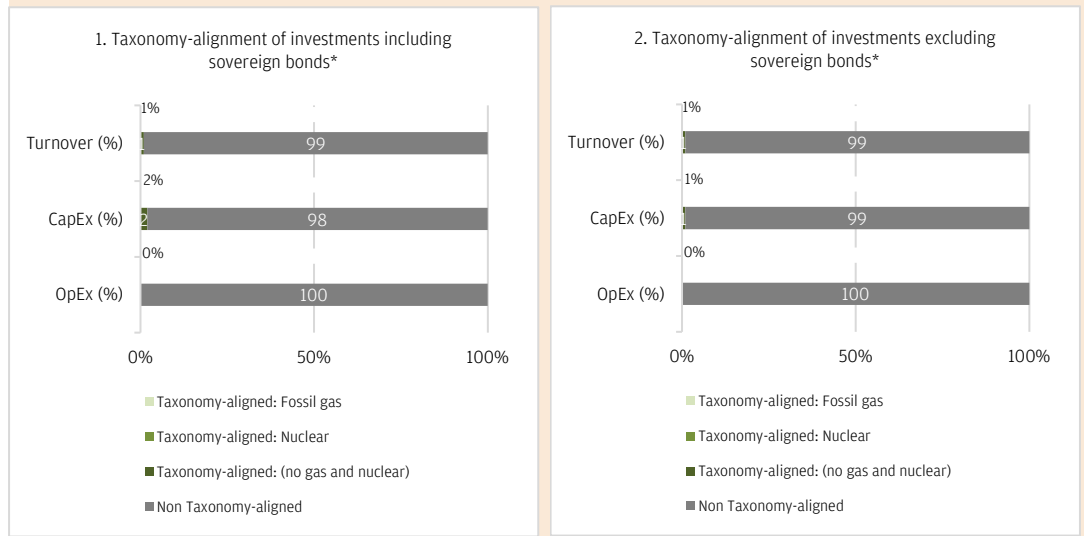 1. Taxonomy-alignment of investments including
sovereign bonds*
1%
Turnover (%)
1
99
2%
CapEx (%)
2
98
0%
OpEx (%)
100
0%
50%
100%
Taxonomy-aligned: Fossil gas
Taxonomy-aligned: Nuclear
Taxonomy-aligned: (no gas and nuclear)
Non Taxonomy-aligned
2. Taxonomy-alignment of investments excluding
sovereign bonds*
1%
Turnover (%)
1
99
1%
CapEx (%)
1
99
0%
OpEx (%)
100
0%
50%
100%
Taxonomy-aligned: Fossil gas
Taxonomy-aligned: Nuclear
Taxonomy-aligned: (no gas and nuclear)
Non Taxonomy-aligned